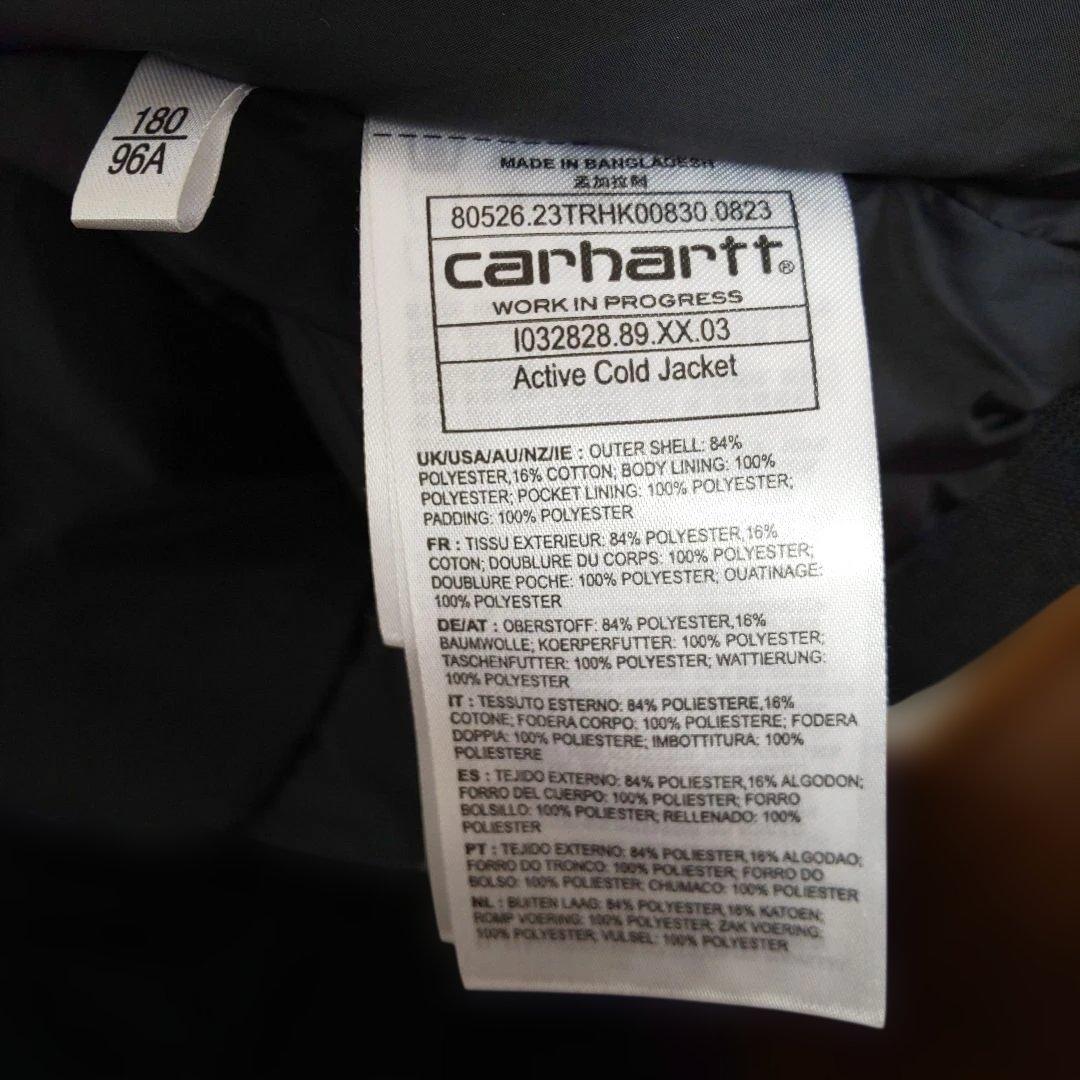 180
96A
MADE IN BANGLADESH
孟加拉制
80526.23TRHK00830.0823
carhartt®
WORK IN PROGRESS
I032828.89.XX.03
Active Cold Jacket
UK/USA/AU/NZ/IE : OUTER SHELL: 84%
POLYESTER,16% COTTON; BODY LINING: 100%
POLYESTER; POCKET LINING: 100% POLYESTER;
PADDING: 100% POLYESTER
FR : TISSU EXTERIEUR: 84% POLYESTER,16%
COTON; DOUBLURE DU CORPS: 100% POLYESTER;
DOUBLURE POCHE: 100% POLYESTER; OUATINAGE:
100% POLYESTER
DE/AT : OBERSTOFF: 84% POLYESTER,16%
BAUMWOLLE; KOERPERFUTTER: 100% POLYESTER;
TASCHENFUTTER: 100% POLYESTER; WATTIERUNG:
100% POLYESTER
IT : TESSUTO ESTERNO: 84% POLIESTERE,16%
COTONE; FODERA CORPO: 100% POLIESTERE; FODERA
DOPPIA: 100% POLIESTERE; IMBOTTITURA: 100%
POLIESTERE
ES : TEJIDO EXTERNO: 84% POLIESTER,16% ALGODON;
FORRO DEL CUERPO: 100% POLIESTER; FORRO
BOLSILLO: 100% POLIESTER; RELLENADO: 100%
POLIESTER
PT : TEJIDO EXTERNO: 84% POLIESTER,16% ALGODAO;
FORRO DO TRONCO: 100% POLIESTER; FORRO DO
BOLSO: 100% POLIESTER; CHUMACO: 100% POLIESTER
NL : BUITEN LAAG: 84% POLYESTER,16% KATOEN;
ROMP VOERING: 100% POLYESTER; ZAK VOERING:
100% POLYESTER; VULSEL: 100% POLYESTER